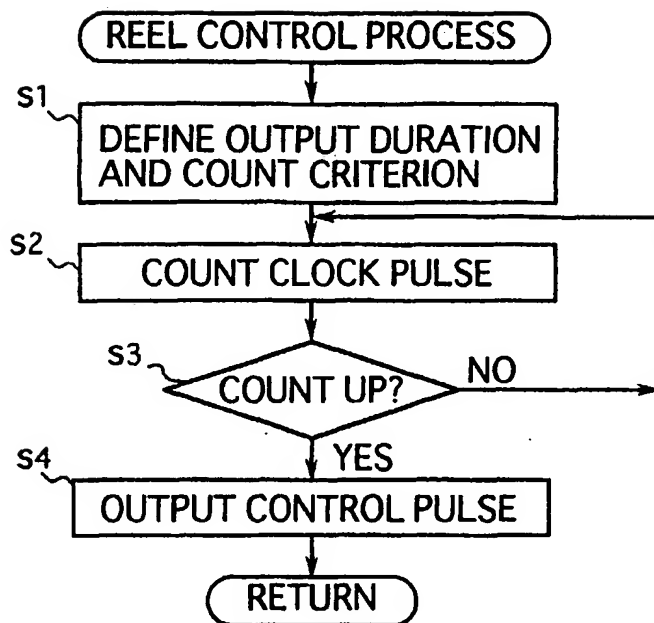 REEL CONTROL PROCESS
S1
DEFINE OUTPUT DURATION
AND COUNT CRITERION
S2
COUNT CLOCK PULSE
S3
COUNT UP?
NO
YES
S4
OUTPUT CONTROL PULSE
RETURN